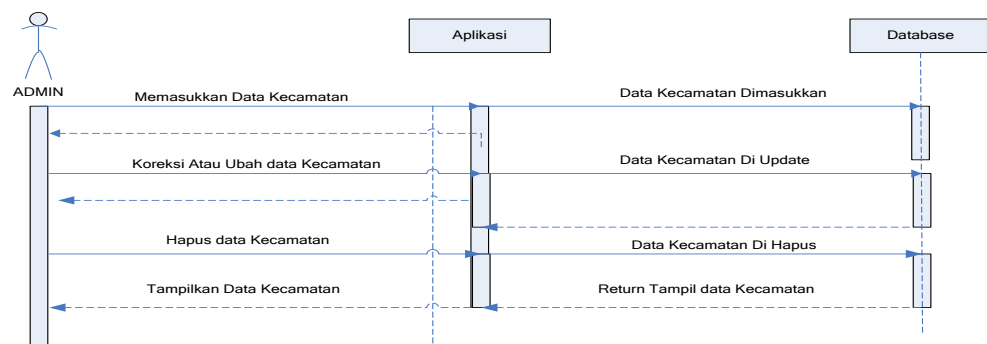 Aplikasi
Database
ADMIN
Memasukkan Data Kecamatan
Data Kecamatan Dimasukkan
Koreksi Atau Ubah data Kecamatan
Data Kecamatan Di Update
Hapus data Kecamatan
Data Kecamatan Di Hapus
Tampilkan Data Kecamatan
Return Tampil data Kecamatan